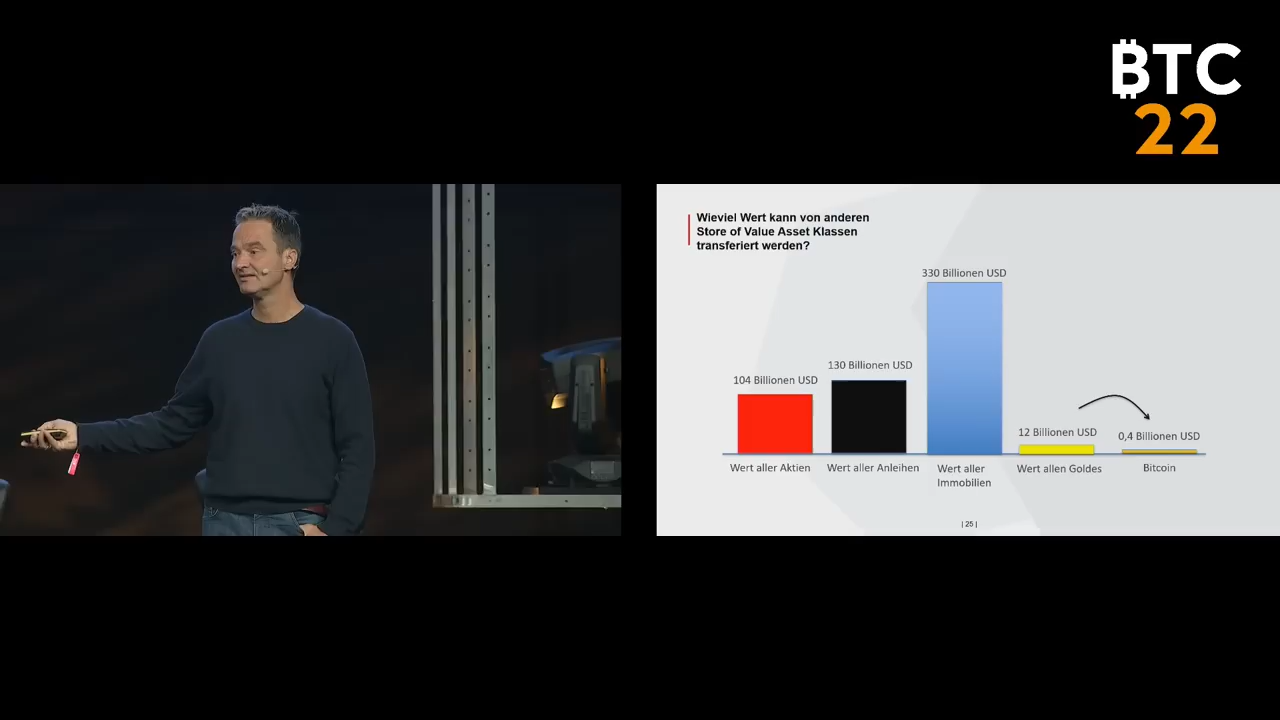 ₿TC
22
Wieviel Wert kann von anderen
Store of Value Asset Klassen
transferiert werden?
330 Billionen USD
130 Billionen USD
104 Billionen USD
12 Billionen USD
0,4 Billionen USD
Wert aller Aktien
Wert aller Anleihen
Wert aller
Immobilien
Wert allen Goldes
Bitcoin
| 25 |